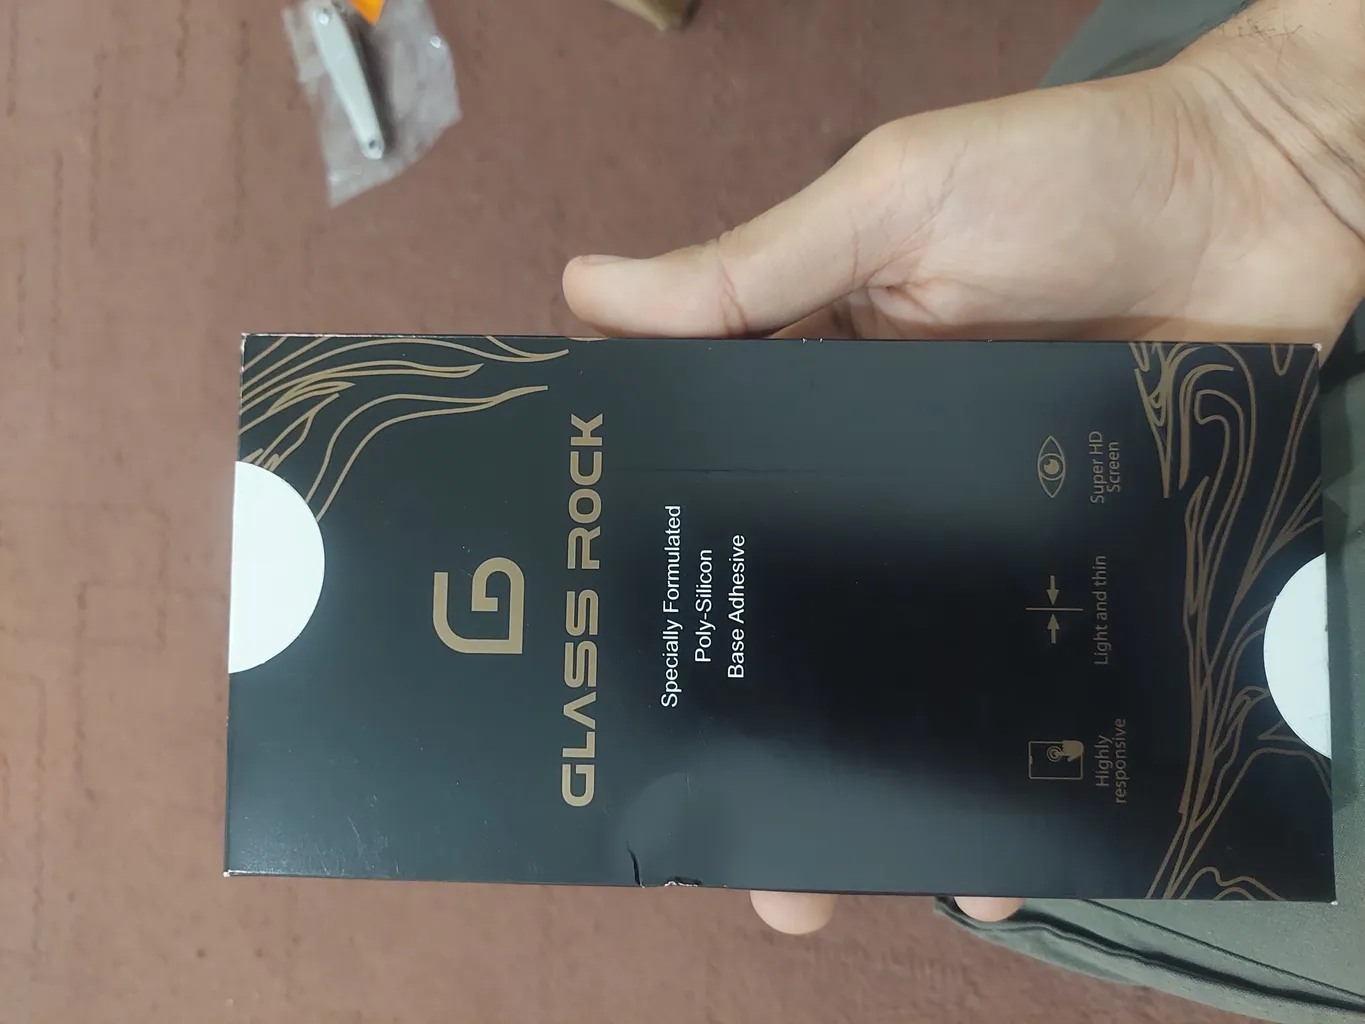 GLASS ROCK
Specially Formulated
Poly-Silicon
Base Adhesive
Highly
responsive
Light and thin
Super HD
Screen